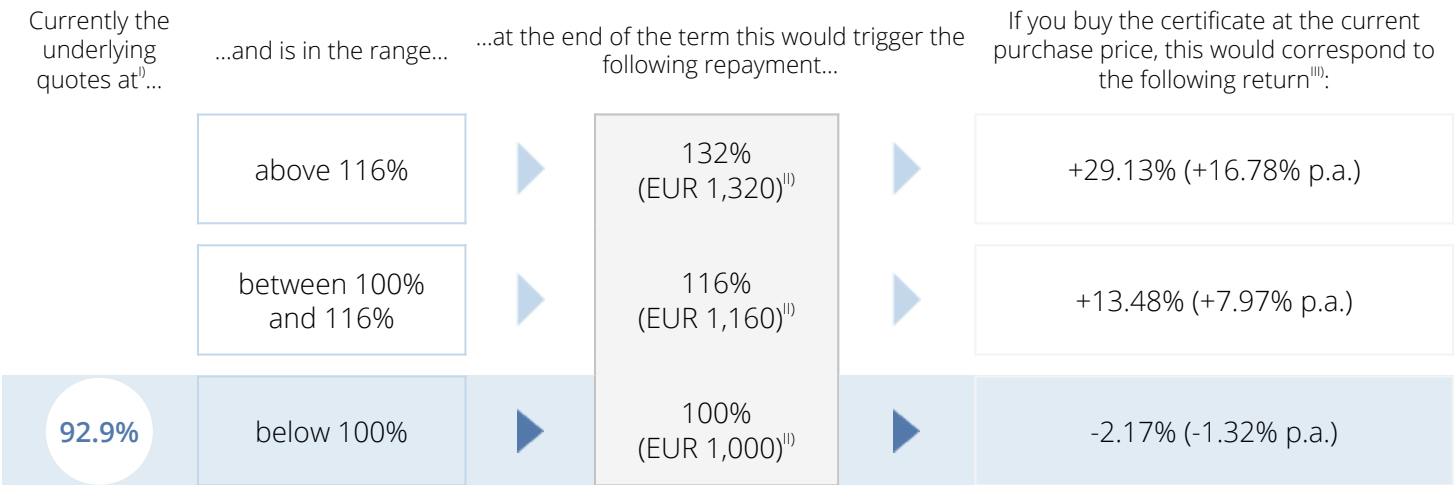 Currently the
underlying
quotes atᴵ⁾...
...and is in the range...
...at the end of the term this would trigger the
following repayment...
If you buy the certificate at the current
purchase price, this would correspond to
the following returnᴵᴵᴵ⁾:
above 116%
132%
(EUR 1,320)ᴵᴵ⁾
+29.13% (+16.78% p.a.)
between 100%
and 116%
116%
(EUR 1,160)ᴵᴵ⁾
+13.48% (+7.97% p.a.)
92.9%
below 100%
100%
(EUR 1,000)ᴵᴵ⁾
-2.17% (-1.32% p.a.)